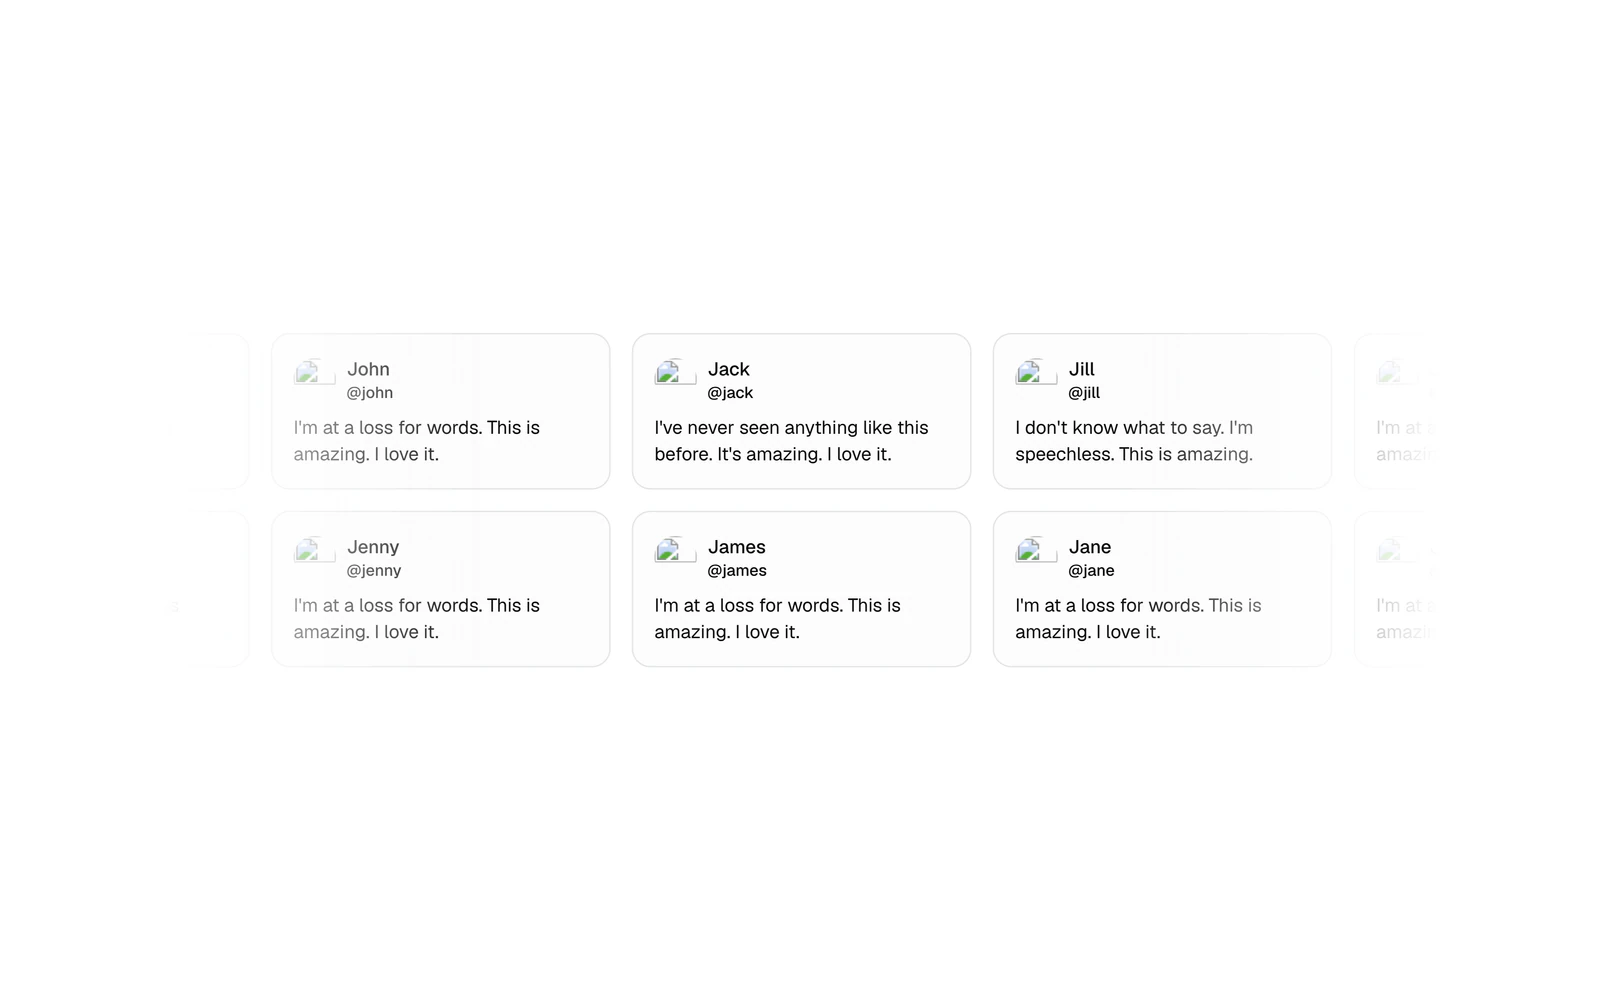 John
@john
I'm at a loss for words. This is
amazing. I love it.
Jack
@jack
I've never seen anything like this
before. It's amazing. I love it.
Jill
@jill
I don't know what to say. I'm
speechless. This is amazing.
I'm at a
Jenny
@jenny
I'm at a loss for words. This is
amazing. I love it.
James
@james
I'm at a loss for words. This is
amazing. I love it.
Jane
@jane
I'm at a loss for words. This is
amazing. I love it.
I'm at a